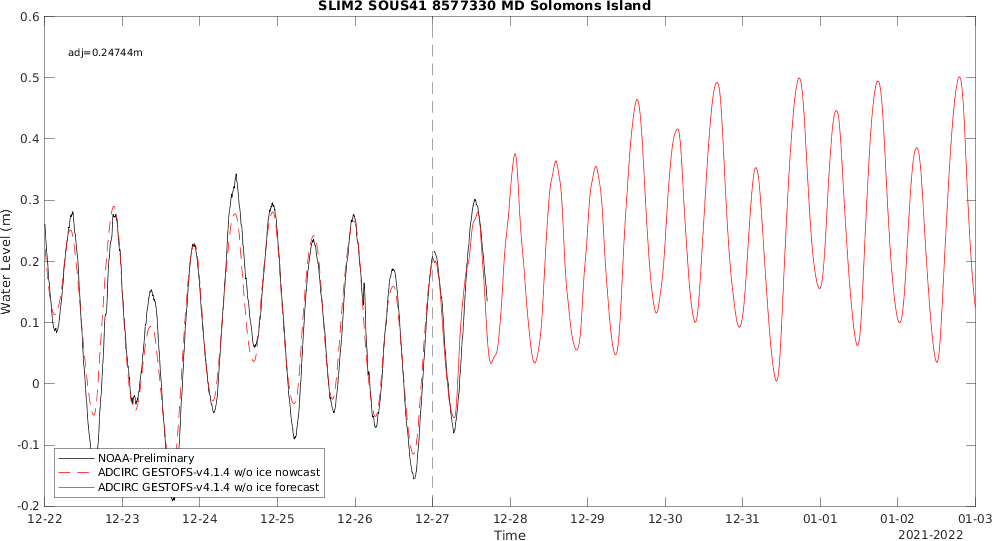 SLIM2 SOUS41 8577330 MD Solomons Island
adj=0.24744m
Water Level (m)
0.6
0.5
0.4
0.3
0.2
0.1
0
-0.1
-0.2
NOAA-Preliminary
ADCIRC GESTOFS-v4.1.4 w/o ice nowcast
ADCIRC GESTOFS-v4.1.4 w/o ice forecast
12-22 12-23 12-24 12-25 12-26 12-27 12-28 12-29 12-30 12-31 01-01 01-02 01-03
Time
2021-2022